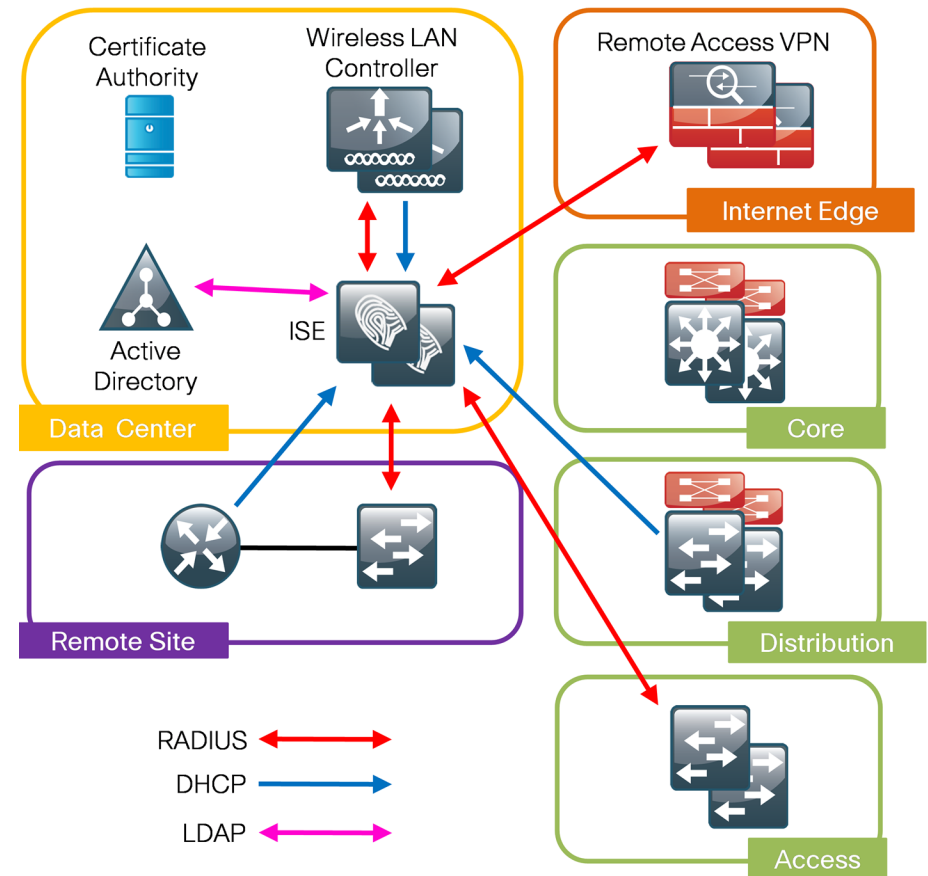 Certificate
Authority
Wireless LAN
Controller
Remote Access VPN
Internet Edge
ISE
Active
Directory
Data Center
Core
Remote Site
Distribution
RADIUS
DHCP
LDAP
Access